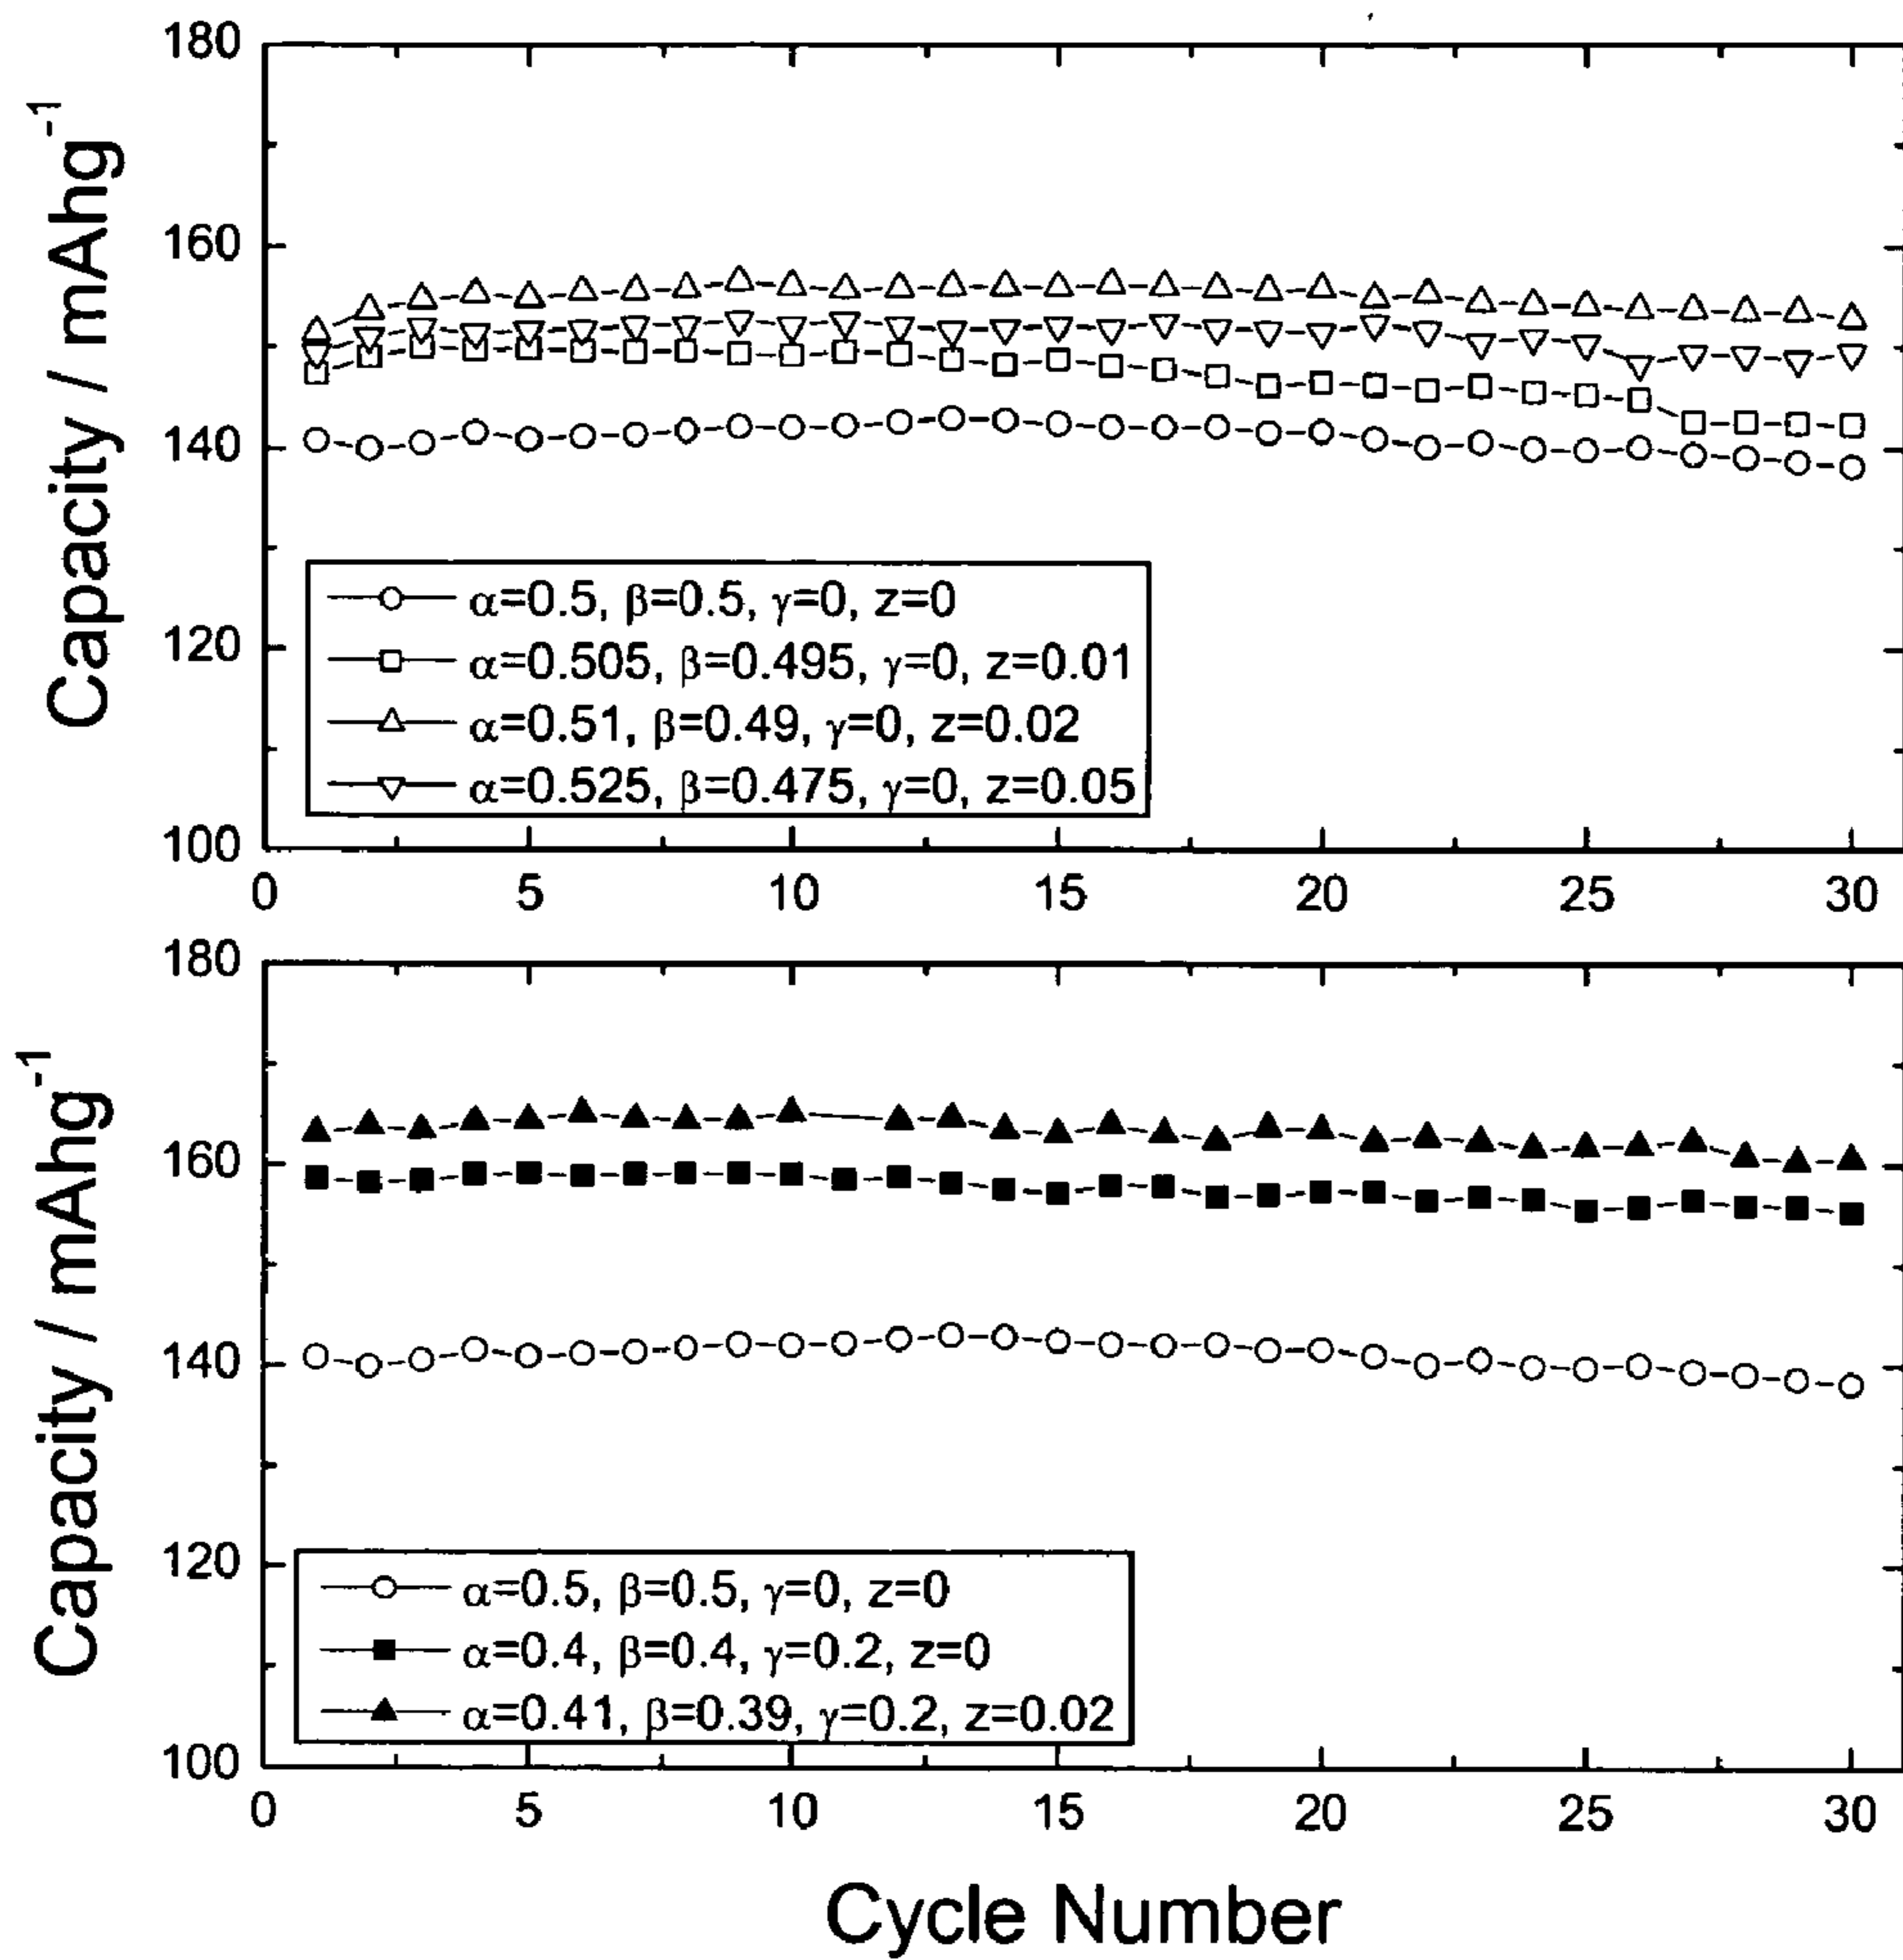 180
160
140
120
100
Capacity / mAhg⁻¹
α=0.5, β=0.5, γ=0, z=0
α=0.505, β=0.495, γ=0, z=0.01
α=0.51, β=0.49, γ=0, z=0.02
α=0.525, β=0.475, γ=0, z=0.05
0 5 10 15 20 25 30
180
160
140
120
100
Capacity / mAhg⁻¹
α=0.5, β=0.5, γ=0, z=0
α=0.4, β=0.4, γ=0.2, z=0
α=0.41, β=0.39, γ=0.2, z=0.02
0 5 10 15 20 25 30
Cycle Number